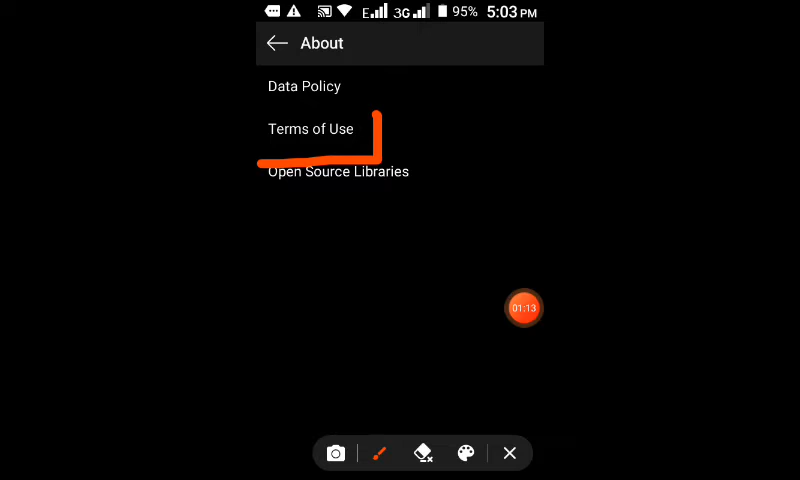 E 3G 95% 5:03 PM
About
Data Policy
Terms of Use
Open Source Libraries
01:13